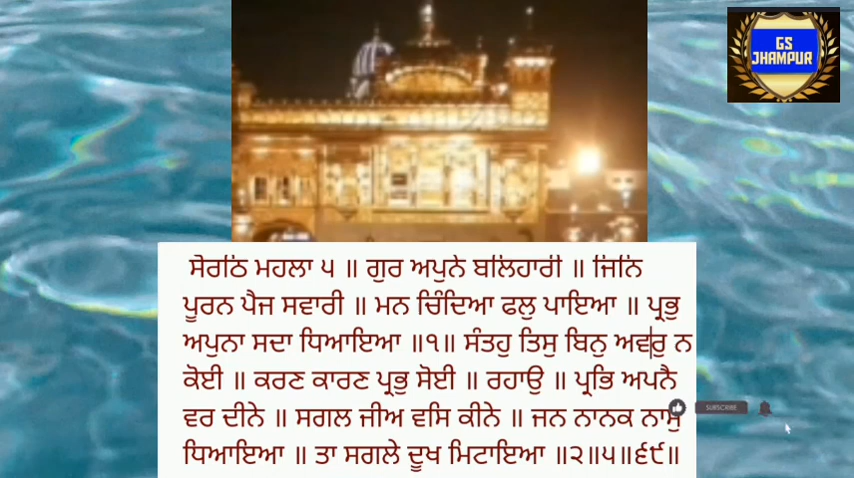 GS
JHAMPUR
ਸੋਰਠਿ ਮਹਲਾ ੫ ॥ ਗੁਰ ਅਪੁਨੇ ਬਲਿਹਾਰੀ ॥ ਜਿਨਿ
ਪੂਰਨ ਪੈਜ ਸਵਾਰੀ ॥ ਮਨ ਚਿੰਦਿਆ ਫਲੁ ਪਾਇਆ ॥ ਪ੍ਰਭੁ
ਅਪੁਨਾ ਸਦਾ ਧਿਆਇਆ ॥੧॥ ਸੰਤਹੁ ਤਿਸੁ ਬਿਨੁ ਅਵਰੁ ਨ
ਕੋਈ ॥ ਕਰਣ ਕਾਰਣ ਪ੍ਰਭੁ ਸੋਈ ॥ ਰਹਾਉ ॥ ਪ੍ਰਭਿ ਅਪਨੈ
ਵਰ ਦੀਨੇ ॥ ਸਗਲ ਜੀਅ ਵਸਿ ਕੀਨੇ ॥ ਜਨ ਨਾਨਕ ਨਾਮੁ
SUBSCRIBE
ਧਿਆਇਆ ॥ ਤਾ ਸਗਲੇ ਦੂਖ ਮਿਟਾਇਆ ॥੨॥੫॥੬੯॥